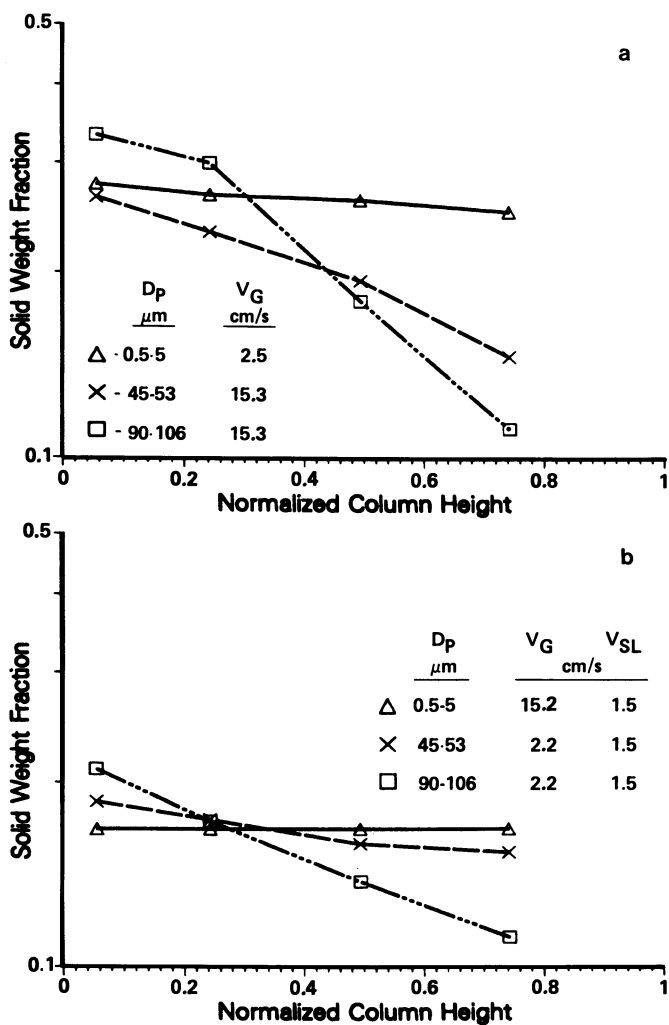 0.5
a
Solid Weight Fraction
DP VG
μm cm/s
- 0.5-5 2.5
- 45-53 15.3
- 90-106 15.3
0.1
0 0.2 0.4 0.6 0.8 1
Normalized Column Height
0.5
b
DP VG VSL
μm cm/s
0.5-5 15.2 1.5
45-53 2.2 1.5
90-106 2.2 1.5
Solid Weight Fraction
0.1
0 0.2 0.4 0.6 0.8 1
Normalized Column Height